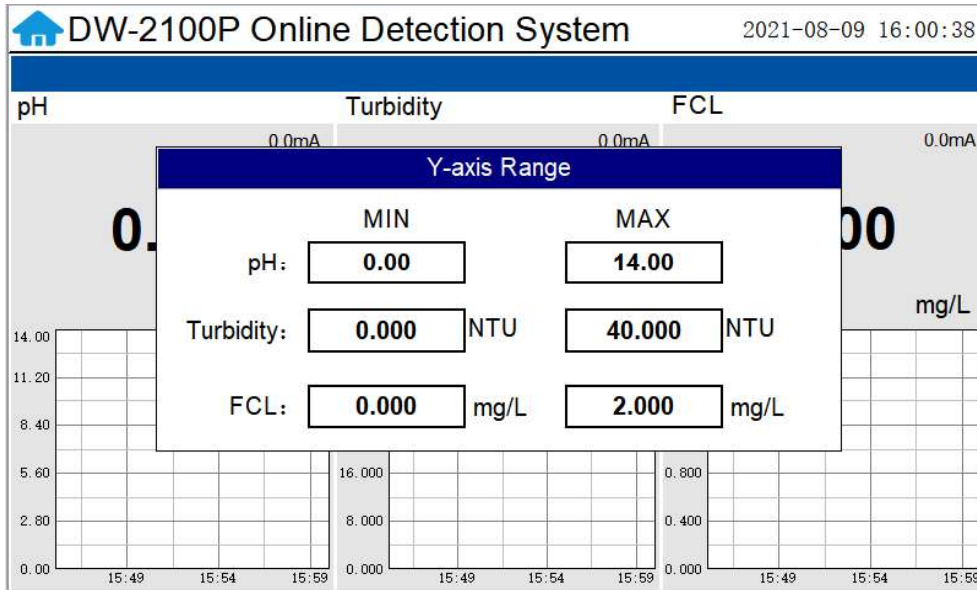 DW-2100P Online Detection System 2021-08-09 16:00:38
pH Turbidity FCL
0.0mA 0.0mA 0.0mA
Y-axis Range
MIN MAX
pH: 0.00 14.00
Turbidity: 0.000 NTU 40.000 NTU
FCL: 0.000 mg/L 2.000 mg/L
0. 00
mg/L
14.00
11.20
8.40
5.60 16.000 0.800
2.80 8.000 0.400
0.00 0.000 0.000
15:49 15:54 15:59 15:49 15:54 15:59 15:49 15:54 15:59